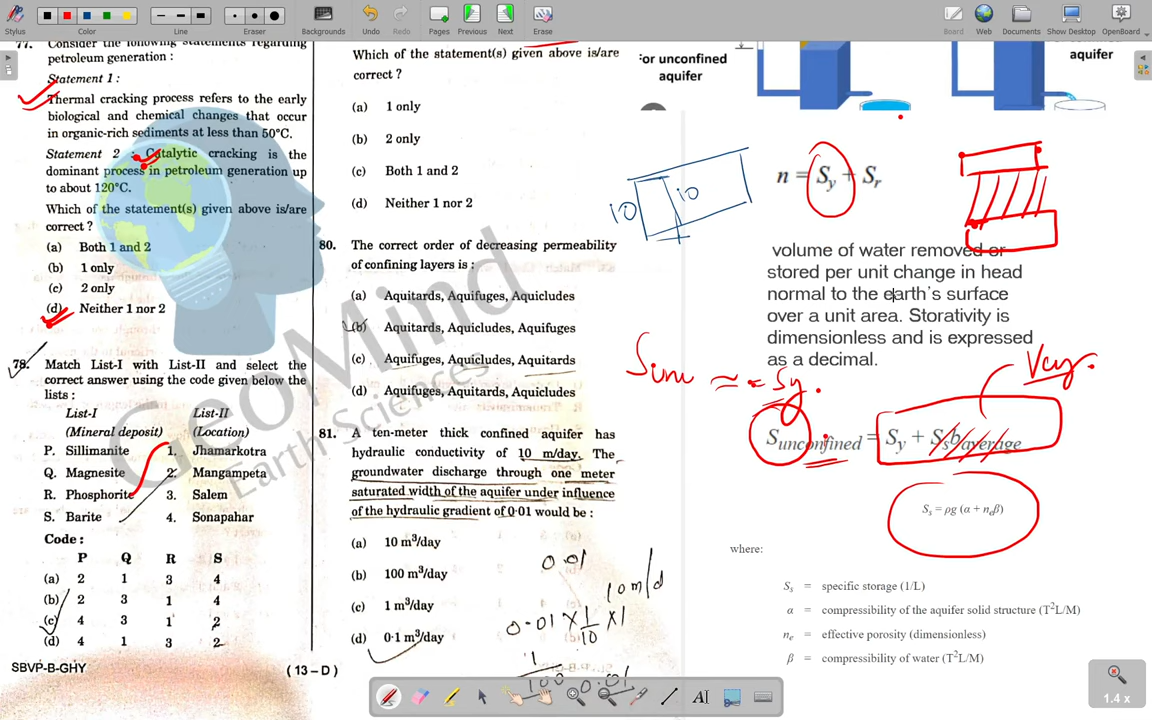 Stylus
Color
Line
Eraser
Backgrounds
Undo
Pages
Previous
Next
Erase
Board
Web
Documents
Show Desktop
OpenBoard
77. Consider the following statements regarding
petroleum generation :
Statement 1 :
Thermal cracking process refers to the early
biological and chemical changes that occur
in organic-rich sediments at less than 50°C.
Statement 2 : Catalytic cracking is the
dominant process in petroleum generation up
to about 120°C.
Which of the statement(s) given above is/are
correct ?
(a) Both 1 and 2
(b) 1 only
(c) 2 only
(d) Neither 1 nor 2
78. Match List-I with List-II and select the
correct answer using the code given below the
lists :
List-I List-II
(Mineral deposit) (Location)
P. Sillimanite 1. Jhamarkotra
Q. Magnesite 2. Mangampeta
R. Phosphorite 3. Salem
S. Barite 4. Sonapahar
Code :
P Q R S
(a) 2 1 3 4
(b) 2 3 1 4
(c) 4 3 1 2
(d) 4 1 3 2
SBVP-B-GHY
Which of the statement(s) given above is/are
correct ?
(a) 1 only
(b) 2 only
(c) Both 1 and 2
(d) Neither 1 nor 2
80. The correct order of decreasing permeability
of confining layers is :
(a) Aquitards, Aquifuges, Aquicludes
(b) Aquitards, Aquicludes, Aquifuges
(c) Aquifuges, Aquicludes, Aquitards
(d) Aquifuges, Aquitards, Aquicludes
81. A ten-meter thick confined aquifer has
hydraulic conductivity of 10 m/day. The
groundwater discharge through one meter
saturated width of the aquifer under influence
of the hydraulic gradient of 0·01 would be :
(a) 10 m³/day
(b) 100 m³/day
(c) 1 m³/day
(d) 0·1 m³/day
0.01
10 m/d
0.01 × 1/10 × 1
1
100 0.01
( 13 – D )
GeoMind
Earth Sciences
For unconfined
aquifer
aquifer
10 10
n = Sy + Sr
volume of water removed or
stored per unit change in head
normal to the earth's surface
over a unit area. Storativity is
dimensionless and is expressed
as a decimal.
Sunconfined = Sy + Ssbaverage
Ss = ρg (α + neβ)
where:
Ss = specific storage (1/L)
α = compressibility of the aquifer solid structure (T²L/M)
ne = effective porosity (dimensionless)
β = compressibility of water (T²L/M)
1.4 x